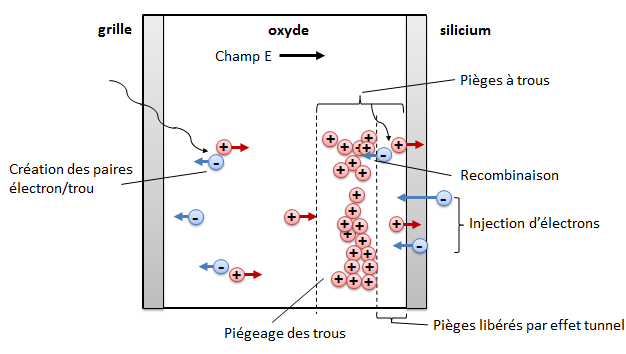 grille
oxyde
silicium
Champ E
Pièges à trous
Création des paires
électron/trou
Recombinaison
Injection d'électrons
Piégeage des trous
Pièges libérés par effet tunnel